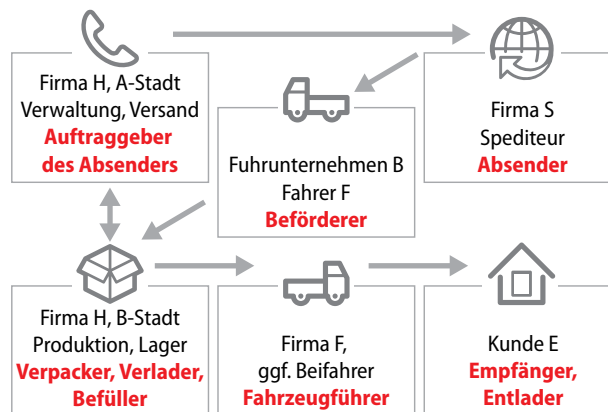 Firma H, A-Stadt
Verwaltung, Versand
Auftraggeber
des Absenders
Firma S
Spediteur
Absender
Fuhrunternehmen B
Fahrer F
Beförderer
Firma H, B-Stadt
Produktion, Lager
Verpacker, Verlader,
Befüller
Firma F,
ggf. Beifahrer
Fahrzeugführer
Kunde E
Empfänger,
Entlader